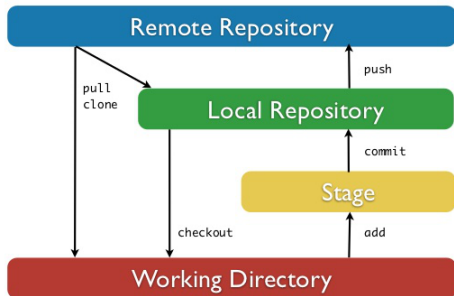 Remote Repository
push
pull
clone
Local Repository
commit
Stage
checkout
add
Working Directory